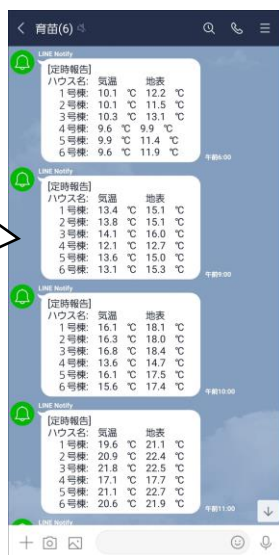 育苗(6)
LINE Notify
[定時報告]
ハウス名: 気温 地表
1号棟: 10.1 ℃ 12.2 ℃
2号棟: 10.1 ℃ 11.5 ℃
3号棟: 10.3 ℃ 13.1 ℃
4号棟: 9.6 ℃ 9.9 ℃
5号棟: 9.9 ℃ 11.4 ℃
6号棟: 9.6 ℃ 11.9 ℃
午前6:00
LINE Notify
[定時報告]
ハウス名: 気温 地表
1号棟: 13.4 ℃ 15.1 ℃
2号棟: 13.8 ℃ 15.1 ℃
3号棟: 14.1 ℃ 16.0 ℃
4号棟: 12.1 ℃ 12.7 ℃
5号棟: 13.6 ℃ 15.0 ℃
6号棟: 13.1 ℃ 15.3 ℃
午前9:00
LINE Notify
[定時報告]
ハウス名: 気温 地表
1号棟: 16.1 ℃ 18.1 ℃
2号棟: 16.3 ℃ 18.0 ℃
3号棟: 16.8 ℃ 18.4 ℃
4号棟: 13.6 ℃ 14.7 ℃
5号棟: 16.1 ℃ 17.5 ℃
6号棟: 15.6 ℃ 17.4 ℃
午前10:00
LINE Notify
[定時報告]
ハウス名: 気温 地表
1号棟: 19.6 ℃ 21.1 ℃
2号棟: 20.9 ℃ 22.4 ℃
3号棟: 21.8 ℃ 22.5 ℃
4号棟: 17.1 ℃ 17.7 ℃
5号棟: 21.1 ℃ 22.7 ℃
6号棟: 20.6 ℃ 21.9 ℃
午前11:00
LINE Notify